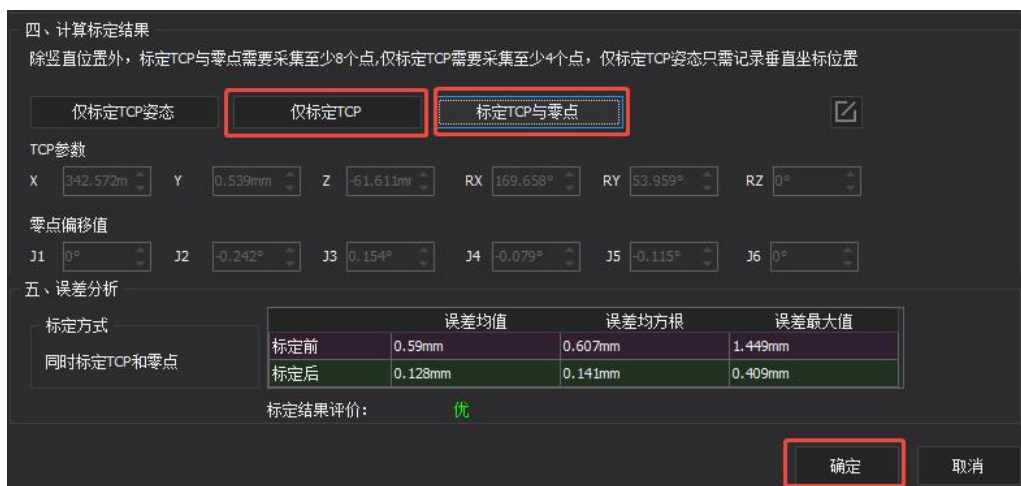 四、计算标定结果
除竖直位置外，标定TCP与零点需要采集至少8个点,仅标定TCP需要采集至少4个点，仅标定TCP姿态只需记录垂直坐标位置
仅标定TCP姿态 仅标定TCP 标定TCP与零点
TCP参数
X 342.572m Y 0.539mm Z -61.611mr RX 169.658° RY 53.959° RZ 0°
零点偏移值
J1 0° J2 -0.242° J3 0.154° J4 -0.079° J5 -0.115° J6 0°
五、误差分析
标定方式
同时标定TCP和零点
误差均值 误差均方根 误差最大值
标定前 0.59mm 0.607mm 1.449mm
标定后 0.128mm 0.141mm 0.409mm
标定结果评价: 优
确定 取消